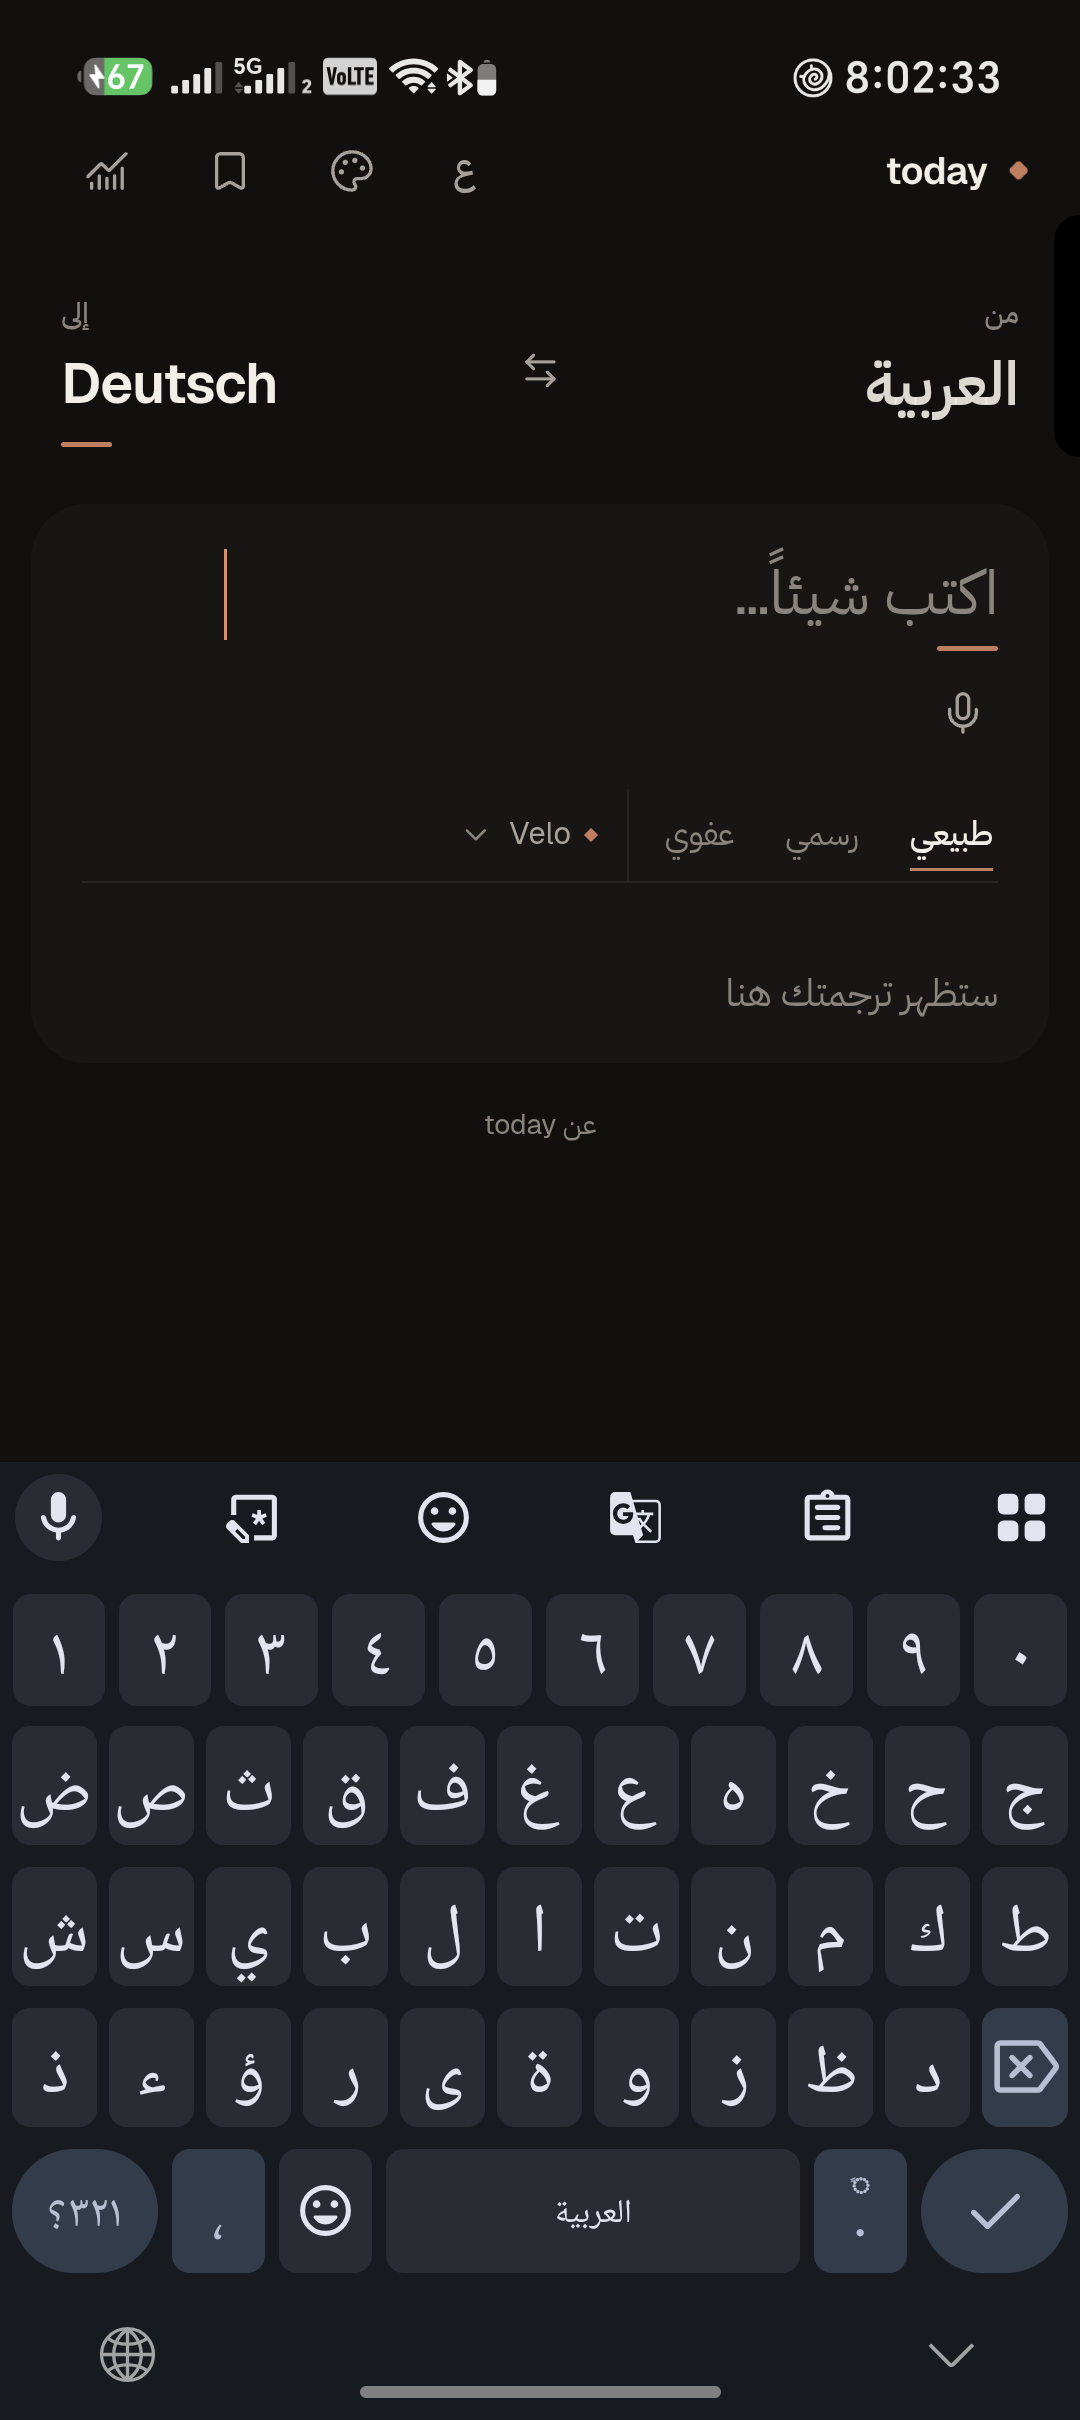 67 5G 2 VoLTE 8:02:33
ع today
من إلى
العربية Deutsch
اكتب شيئاً...
طبيعي رسمي عفوي Velo
ستظهر ترجمتك هنا
عن today
١ ٢ ٣ ٤ ٥ ٦ ٧ ٨ ٩ ٠
ض ص ث ق ف غ ع ه خ ح ج
ش س ي ب ل ا ت ن م ك ط
ذ ء ؤ ر ى ة و ز ظ د
٣٢١؟ ، العربية .